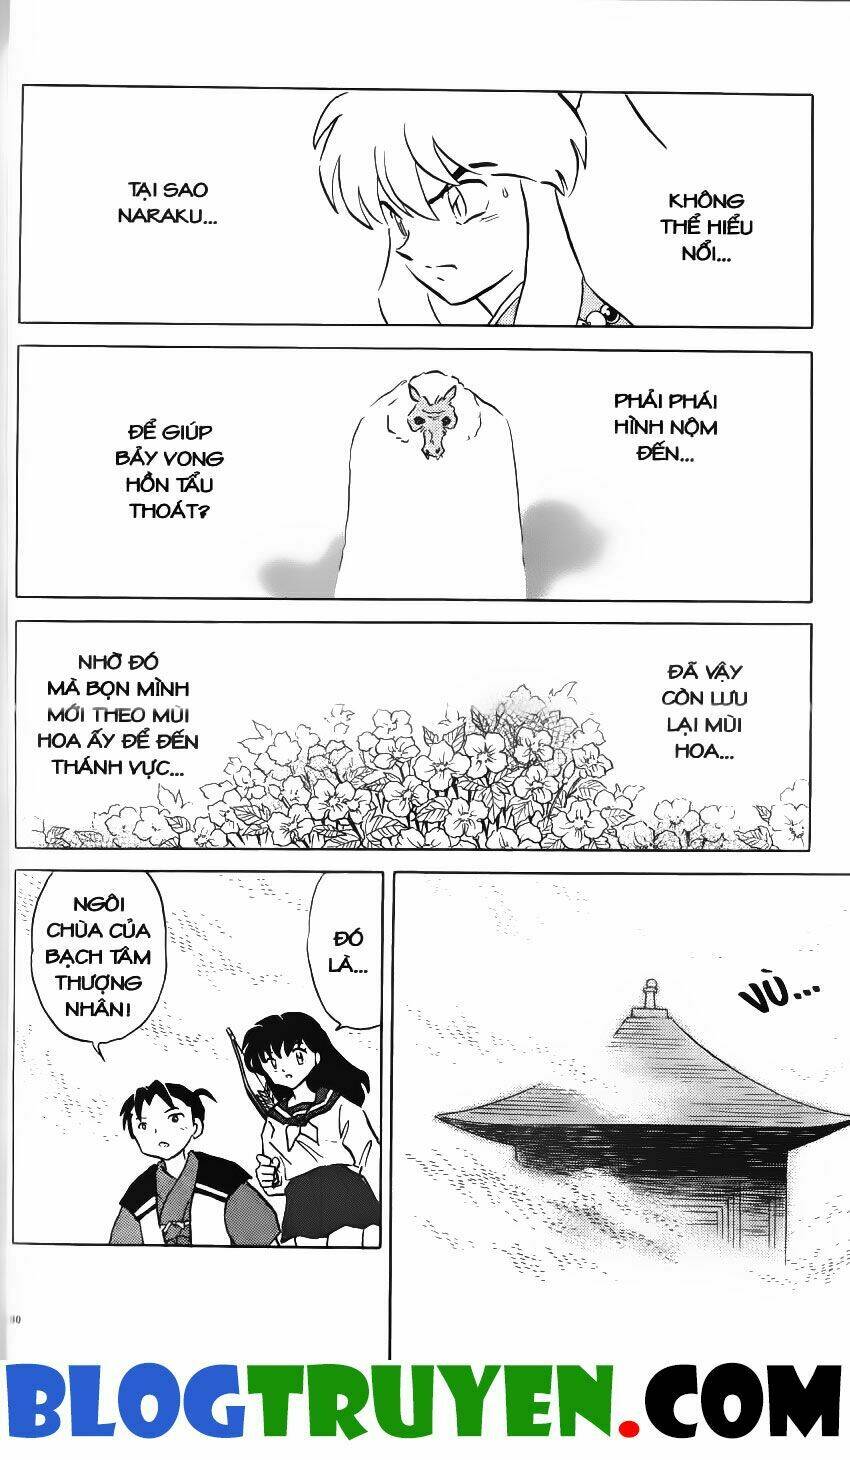 KHÔNG
THỂ HIỂU
NỔI...
TẠI SAO
NARAKU...
PHẢI PHÁI
HÌNH NỘM
ĐẾN...
ĐỂ GIÚP
BẢY VONG
HỒN TẨU
THOÁT?
ĐÃ VẬY
CÒN LƯU
LẠI MÙI
HOA...
NHỜ ĐÓ
MÀ BỌN MÌNH
MỚI THEO MÙI
HOA ẤY ĐỂ ĐẾN
THÁNH VỰC...
VÙ...
ĐÓ
LÀ...
NGÔI
CHÙA CỦA
BẠCH TÂM
THƯỢNG
NHÂN!
BLOGTRUYEN.COM